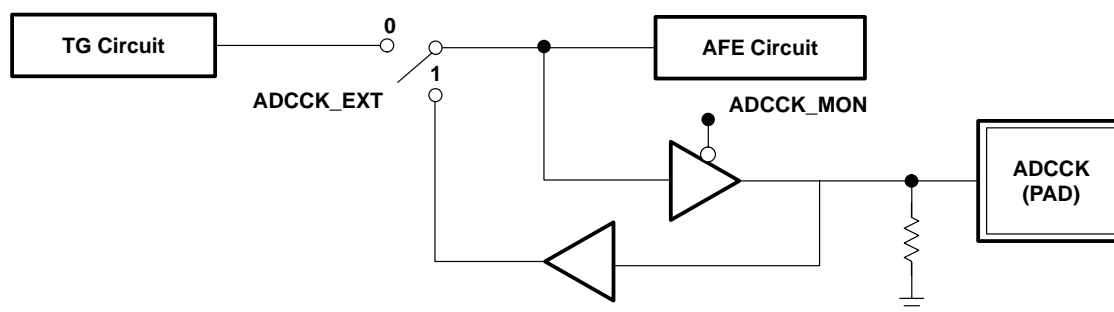 TG Circuit
0
AFE Circuit
1
ADCCK_EXT
ADCCK_MON
ADCCK
(PAD)